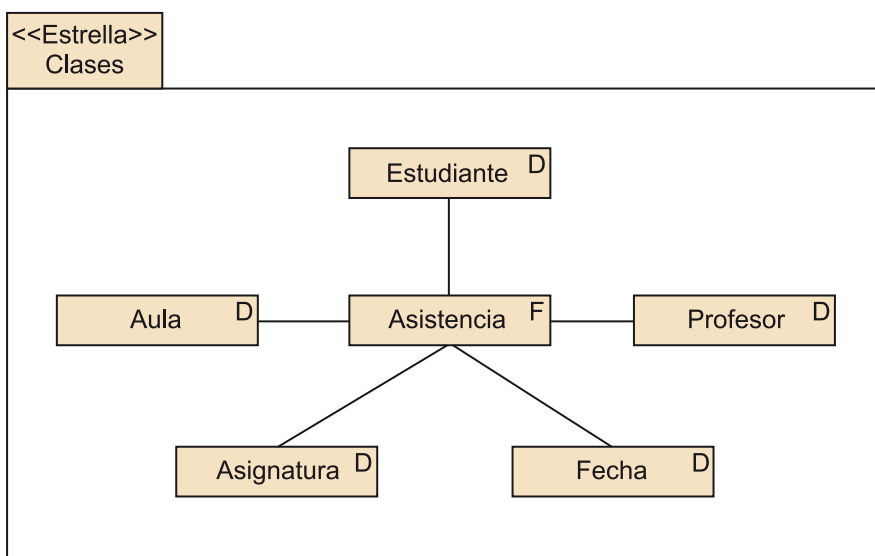 <<Estrella>>
Clases
Estudiante D
Aula D
Asistencia F
Profesor D
Asignatura D
Fecha D